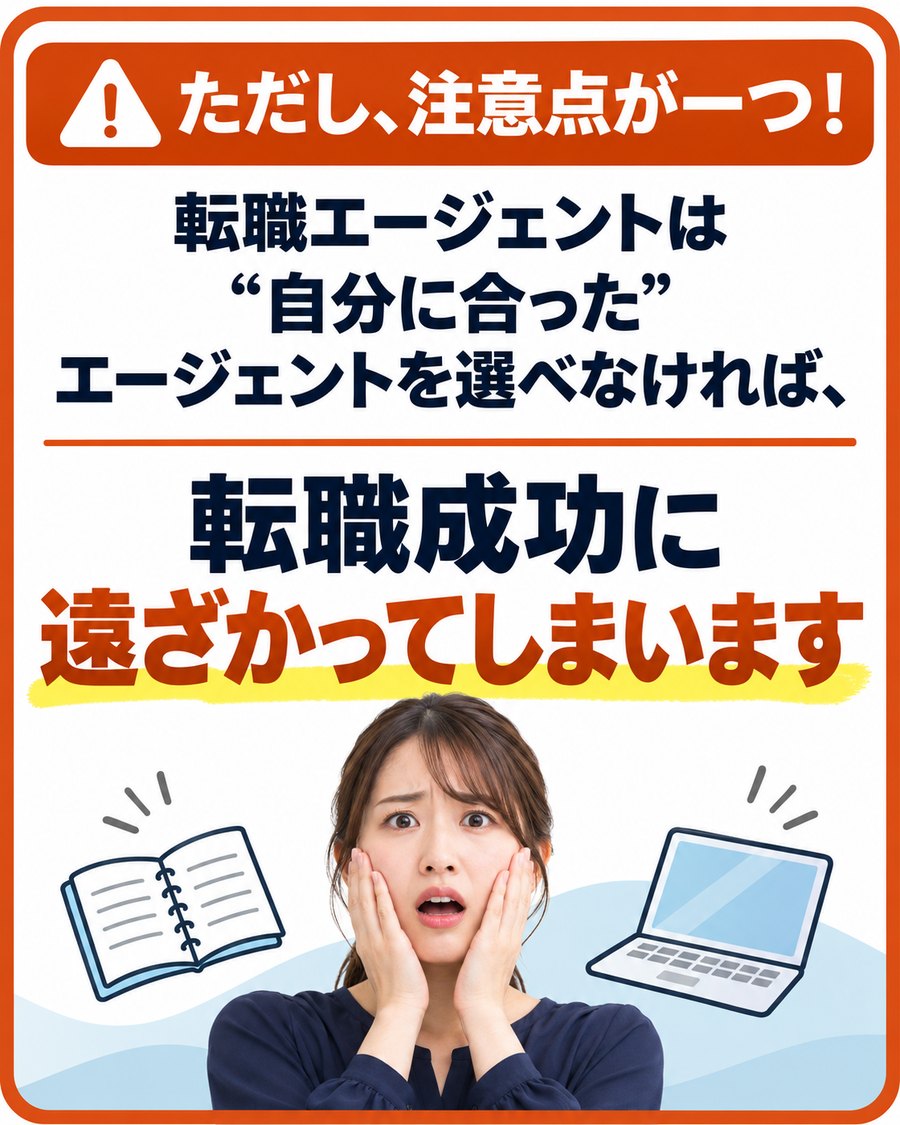 ただし、注意点が一つ!
転職エージェントは
“自分に合った”
エージェントを選べなければ、
転職成功に
遠ざかってしまいます